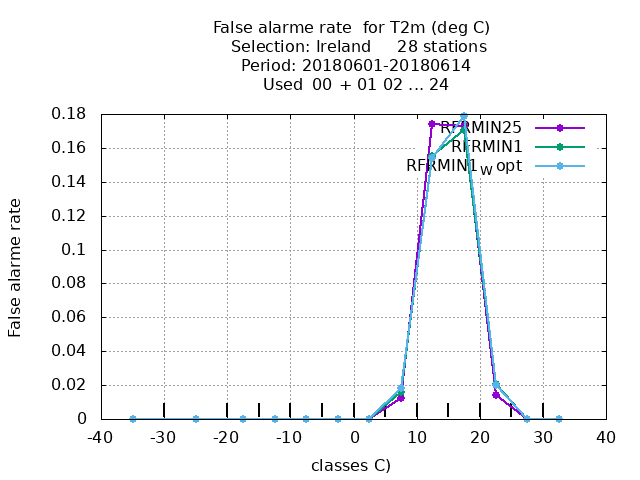 False alarme rate  for T2m (deg C)
Selection: Ireland     28 stations
Period: 20180601-20180614
Used  00  + 01 02 ... 24
RFRMIN25
RFRMIN1
RFRMIN1W opt
False alarme rate
0.18
0.16
0.14
0.12
0.1
0.08
0.06
0.04
0.02
0
-40 -30 -20 -10 0 10 20 30 40
classes C)